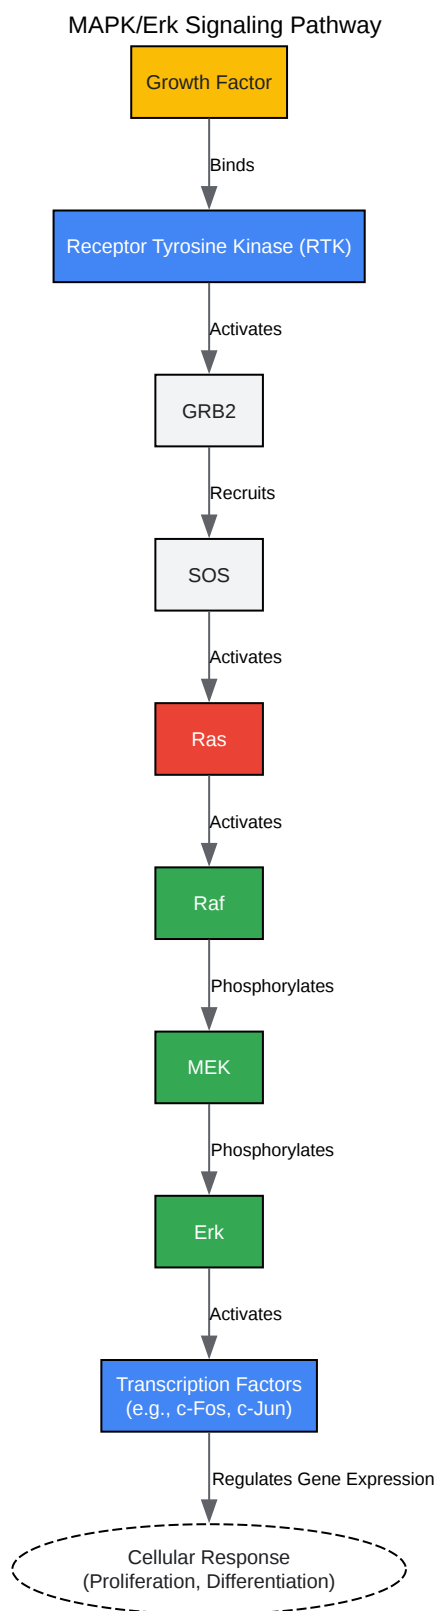 MAPK/Erk Signaling Pathway
Growth Factor
Binds
Receptor Tyrosine Kinase (RTK)
Activates
GRB2
Recruits
SOS
Activates
Ras
Activates
Raf
Phosphorylates
MEK
Phosphorylates
Erk
Activates
Transcription Factors
(e.g., c-Fos, c-Jun)
Regulates Gene Expression
Cellular Response
(Proliferation, Differentiation)